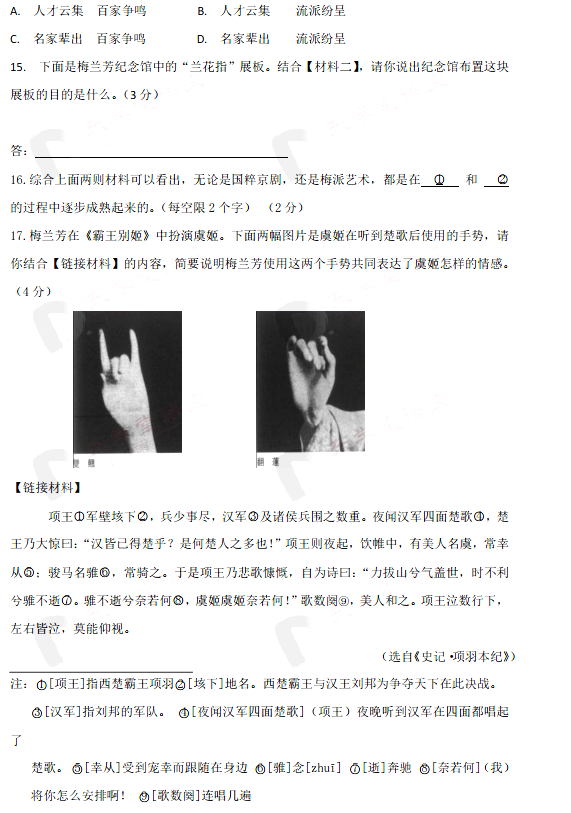 A. 人才云集 百家争鸣 B. 人才云集 流派纷呈
C. 名家辈出 百家争鸣 D. 名家辈出 流派纷呈
15. 下面是梅兰芳纪念馆中的“兰花指”展板。结合【材料二】,请你说出纪念馆布置这块
展板的目的是什么。(3 分)
答:
16.综合上面两则材料可以看出,无论是国粹京剧,还是梅派艺术,都是在 ① 和 ②
的过程中逐步成熟起来的。(每空限 2 个字) (2 分)
17.梅兰芳在《霸王别姬》中扮演虞姬。下面两幅图片是虞姬在听到楚歌后使用的手势,请
你结合【链接材料】的内容,简要说明梅兰芳使用这两个手势共同表达了虞姬怎样的情感。
(4 分)
【链接材料】
项王①军壁垓下②,兵少事尽,汉军③及诸侯兵围之数重。夜闻汉军四面楚歌④,楚
王乃大惊曰:“汉皆已得楚乎?是何楚人之多也!”项王则夜起,饮帐中,有美人名虞,常幸
从⑤;骏马名骓⑥,常骑之。于是项王乃悲歌慷慨,自为诗曰:“力拔山兮气盖世,时不利
兮骓不逝⑦。骓不逝兮奈若何⑧,虞姬虞姬奈若何!”歌数阕⑨,美人和之。项王泣数行下,
左右皆泣,莫能仰视。
(选自《史记·项羽本纪》)
注: ①[项王]指西楚霸王项羽②[垓下]地名。西楚霸王与汉王刘邦为争夺天下在此决战。
③[汉军]指刘邦的军队。 ④[夜闻汉军四面楚歌](项王)夜晚听到汉军在四面都唱起
了
楚歌。 ⑤[幸从]受到宠幸而跟随在身边 ⑥[雅]念[zhuī] ⑦[逝]奔驰 ⑧[奈若何](我)
将你怎么安排啊! ⑨[歌数阕]连唱几遍